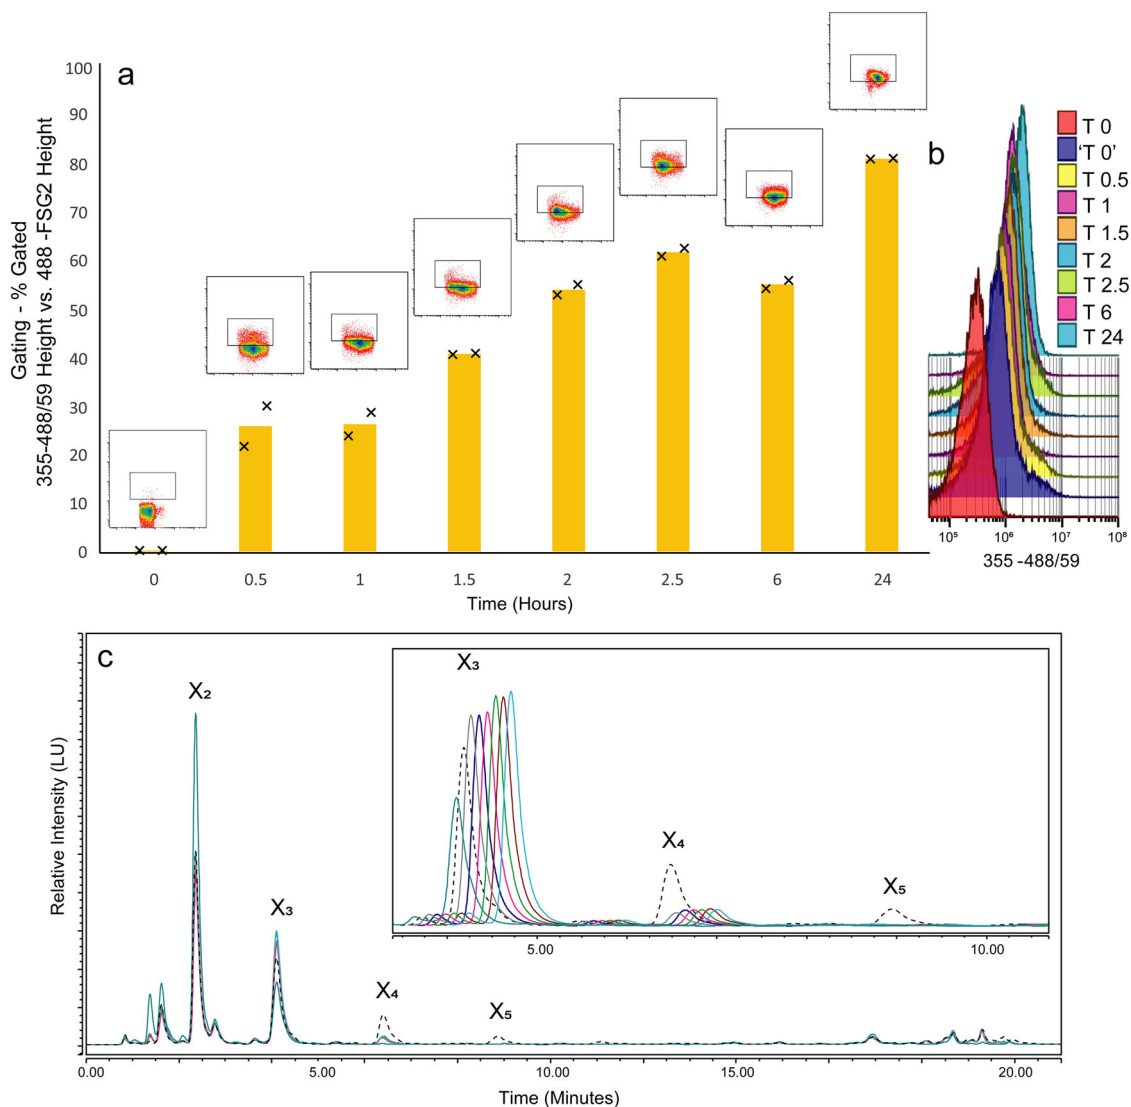 a
Gating - % Gated
355-488/59 Height vs. 488 -FSG2 Height
100
90
80
70
60
50
40
30
20
10
0
0
0.5
1
1.5
2
2.5
6
24
Time (Hours)
b
T 0
‘T 0’
T 0.5
T 1
T 1.5
T 2
T 2.5
T 6
T 24
10⁵
10⁶
10⁷
10⁸
355 -488/59
c
Relative Intensity (LU)
X₂
X₃
X₄
X₅
X₃
X₄
X₅
5.00
10.00
0.00
5.00
10.00
15.00
20.00
Time (Minutes)